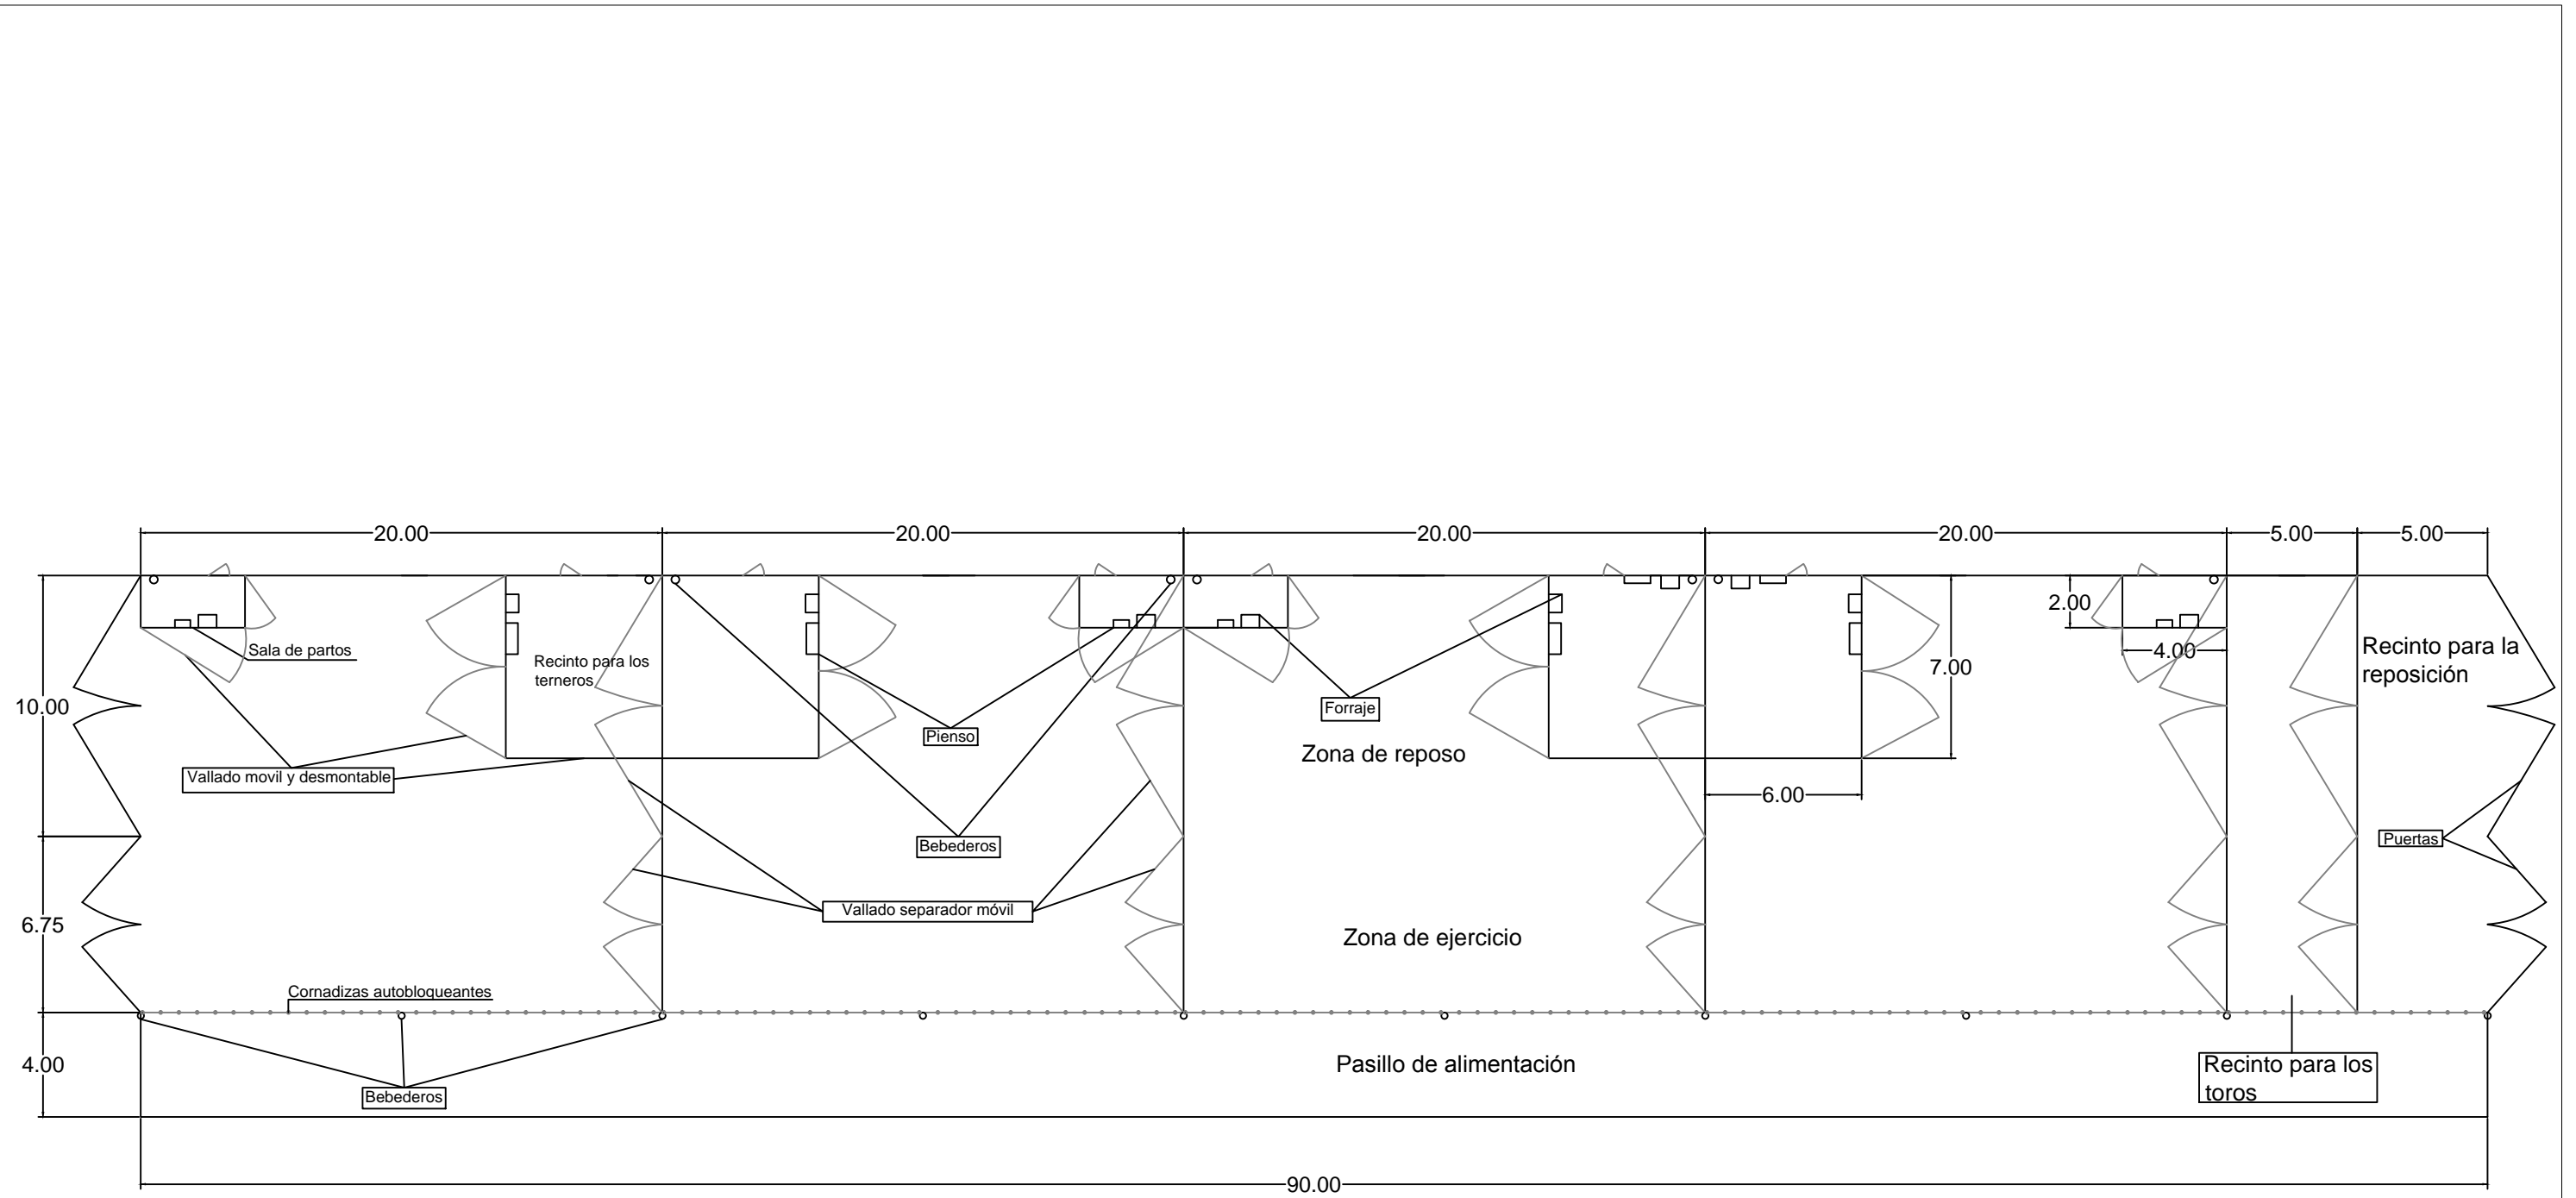 20.00
20.00
20.00
20.00
5.00
5.00
2.00
Sala de partos
4.00
Recinto para la
reposición
Recinto para los
terneros
7.00
10.00
Forraje
Pienso
Zona de reposo
Vallado movil y desmontable
6.00
Puertas
Bebederos
Vallado separador móvil
6.75
Zona de ejercicio
Cornadizas autobloqueantes
4.00
Pasillo de alimentación
Recinto para los
toros
Bebederos
90.00